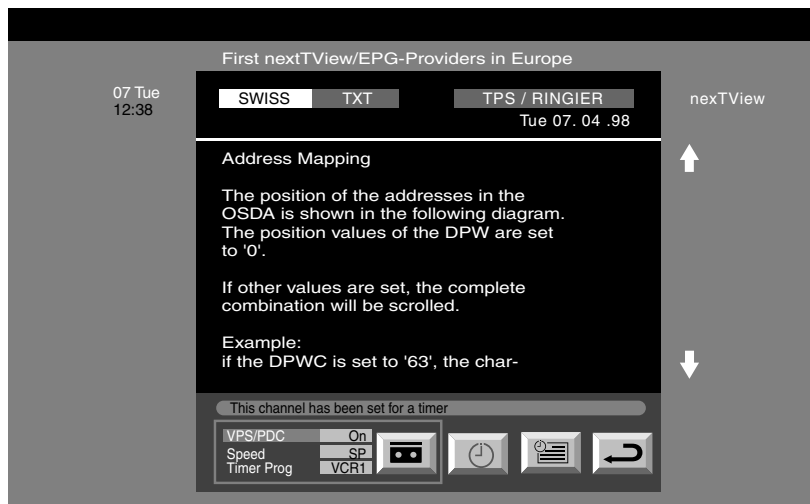 First nextTView/EPG-Providers in Europe
07 Tue
12:38
SWISS TXT TPS / RINGIER
nexTView
Tue 07. 04 .98
Address Mapping
The position of the addresses in the
OSDA is shown in the following diagram.
The position values of the DPW are set
to '0'.
If other values are set, the complete
combination will be scrolled.
Example:
if the DPWC is set to '63', the char-
This channel has been set for a timer
VPS/PDC On
Speed SP
Timer Prog VCR1